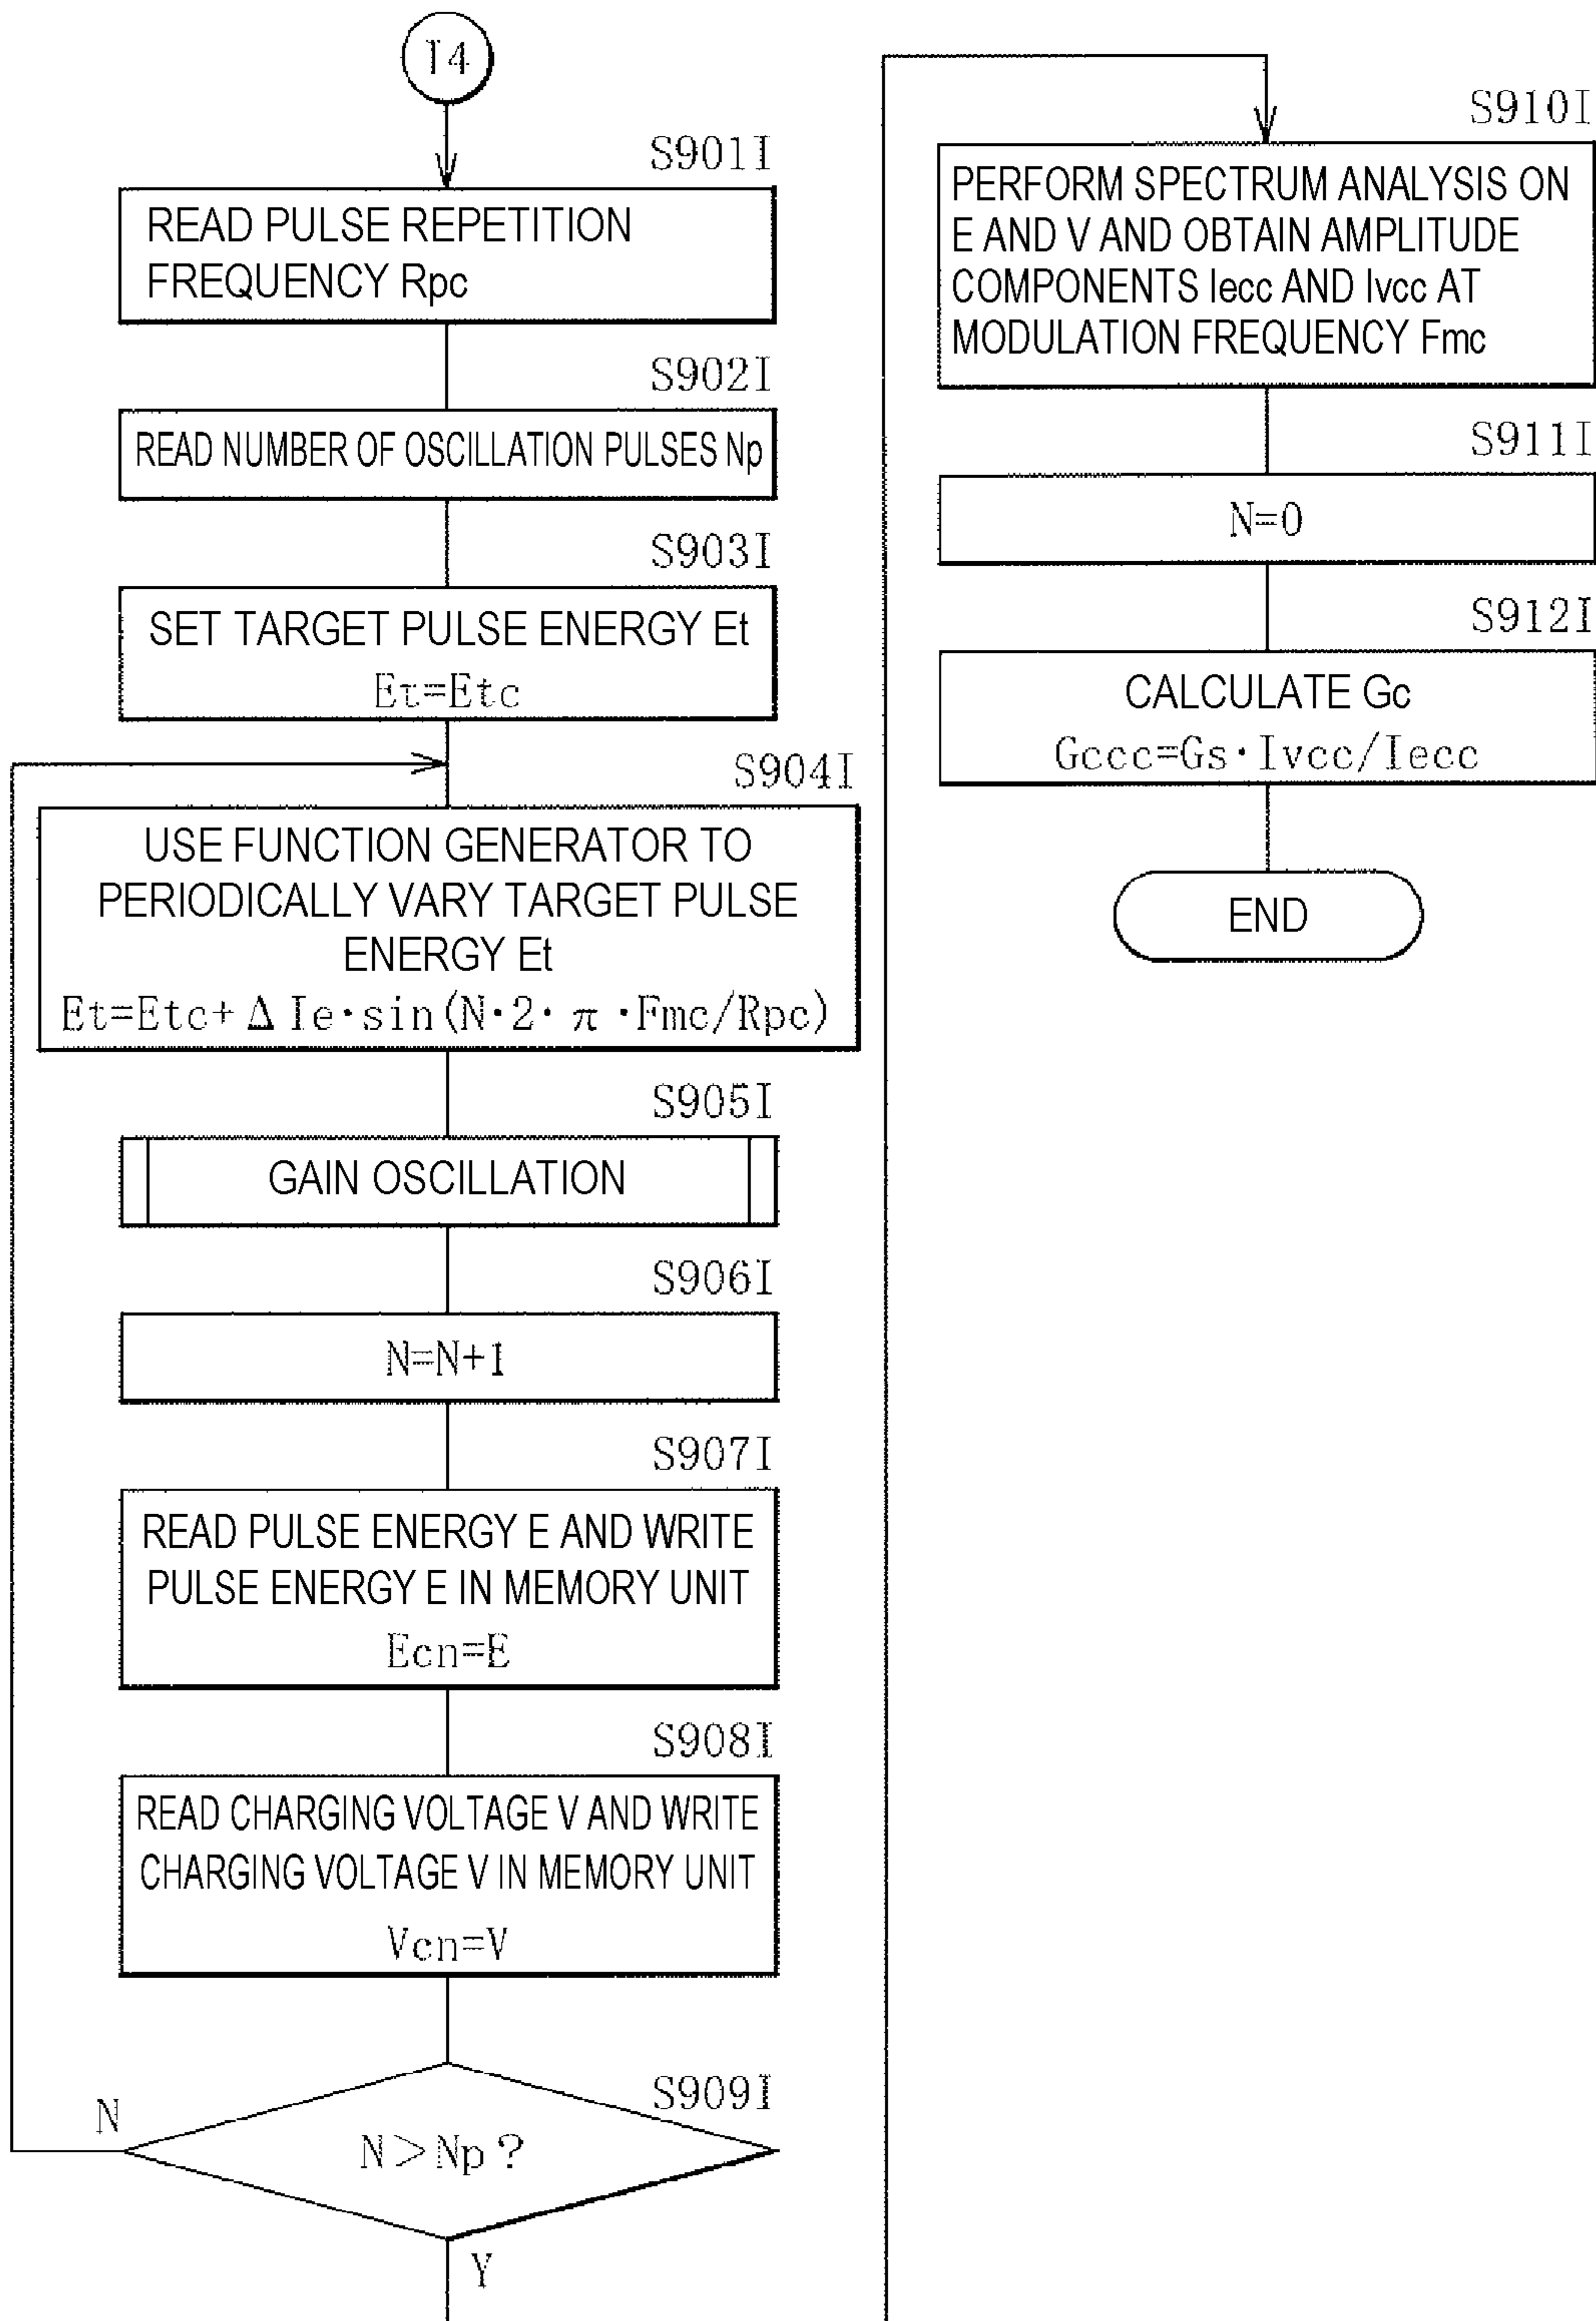 I4
S901I
READ PULSE REPETITION
FREQUENCY Rpc
S902I
READ NUMBER OF OSCILLATION PULSES Np
S903I
SET TARGET PULSE ENERGY Et
Et=Etc
S904I
USE FUNCTION GENERATOR TO
PERIODICALLY VARY TARGET PULSE
ENERGY Et
Et=Etc+ΔIe·sin(N·2·π·Fmc/Rpc)
S905I
GAIN OSCILLATION
S906I
N=N+1
S907I
READ PULSE ENERGY E AND WRITE
PULSE ENERGY E IN MEMORY UNIT
Ecn=E
S908I
READ CHARGING VOLTAGE V AND WRITE
CHARGING VOLTAGE V IN MEMORY UNIT
Vcn=V
S909I
N
N>Np?
Y
S910I
PERFORM SPECTRUM ANALYSIS ON
E AND V AND OBTAIN AMPLITUDE
COMPONENTS Iecc AND Ivcc AT
MODULATION FREQUENCY Fmc
S911I
N=0
S912I
CALCULATE Gc
Gccc=Gs·Ivcc/Iecc
END